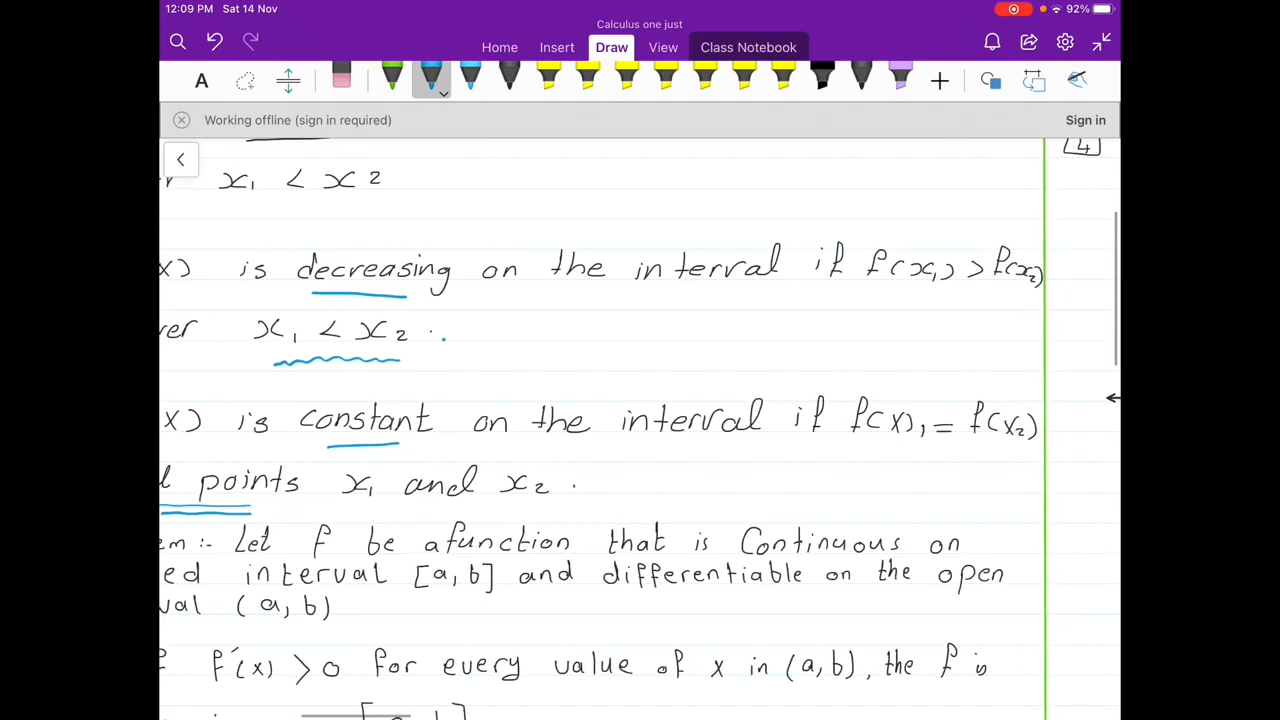 12:09 PM Sat 14 Nov
92%
Calculus one just
Home Insert Draw View Class Notebook
A
Working offline (sign in required) Sign in
4
x₁ < x₂
x) is decreasing on the interval if f(x₁) > f(x₂)
ver x₁ < x₂ .
x) is constant on the interval if f(x)₁ = f(x₂)
l points x₁ and x₂ .
em :- Let f be afunction that is Continuous on
ed interval [a, b] and differentiable on the open
val (a, b)
f f′(x) > 0 for every value of x in (a, b), the f is